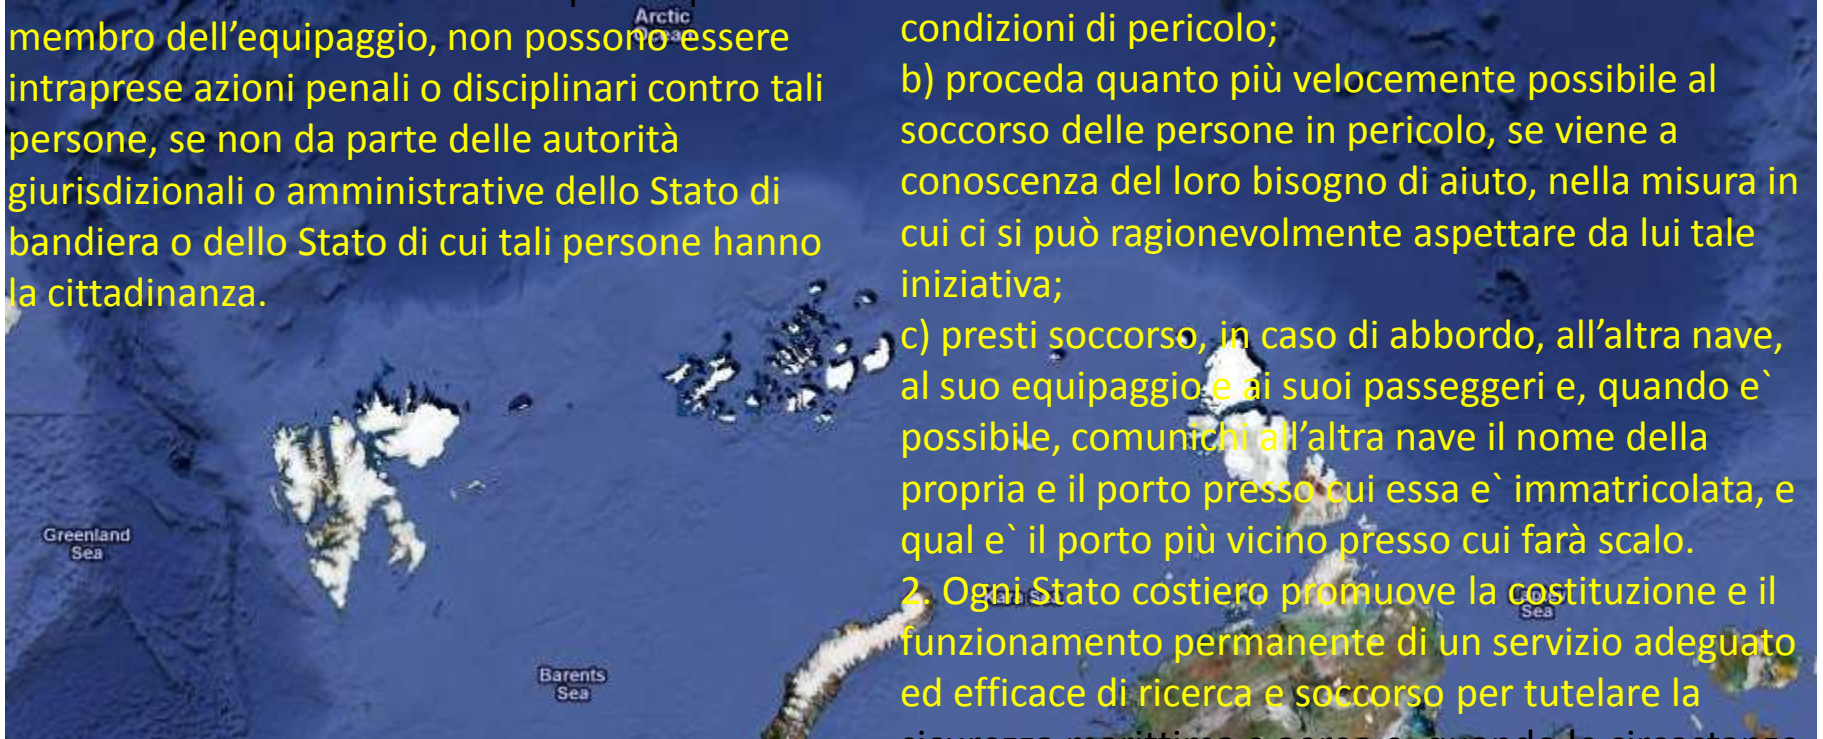 membro dell’equipaggio, non possono essere
intraprese azioni penali o disciplinari contro tali
persone, se non da parte delle autorità
giurisdizionali o amministrative dello Stato di
bandiera o dello Stato di cui tali persone hanno
la cittadinanza.
condizioni di pericolo;
b) proceda quanto più velocemente possibile al
soccorso delle persone in pericolo, se viene a
conoscenza del loro bisogno di aiuto, nella misura in
cui ci si può ragionevolmente aspettare da lui tale
iniziativa;
c) presti soccorso, in caso di abbordo, all’altra nave,
al suo equipaggio e ai suoi passeggeri e, quando e`
possibile, comunichi all’altra nave il nome della
propria e il porto presso cui essa e` immatricolata, e
qual e` il porto più vicino presso cui farà scalo.
2. Ogni Stato costiero promuove la costituzione e il
funzionamento permanente di un servizio adeguato
ed efficace di ricerca e soccorso per tutelare la
Arctic
Ocean
Greenland
Sea
Barents
Sea
Kara Sea
Sea